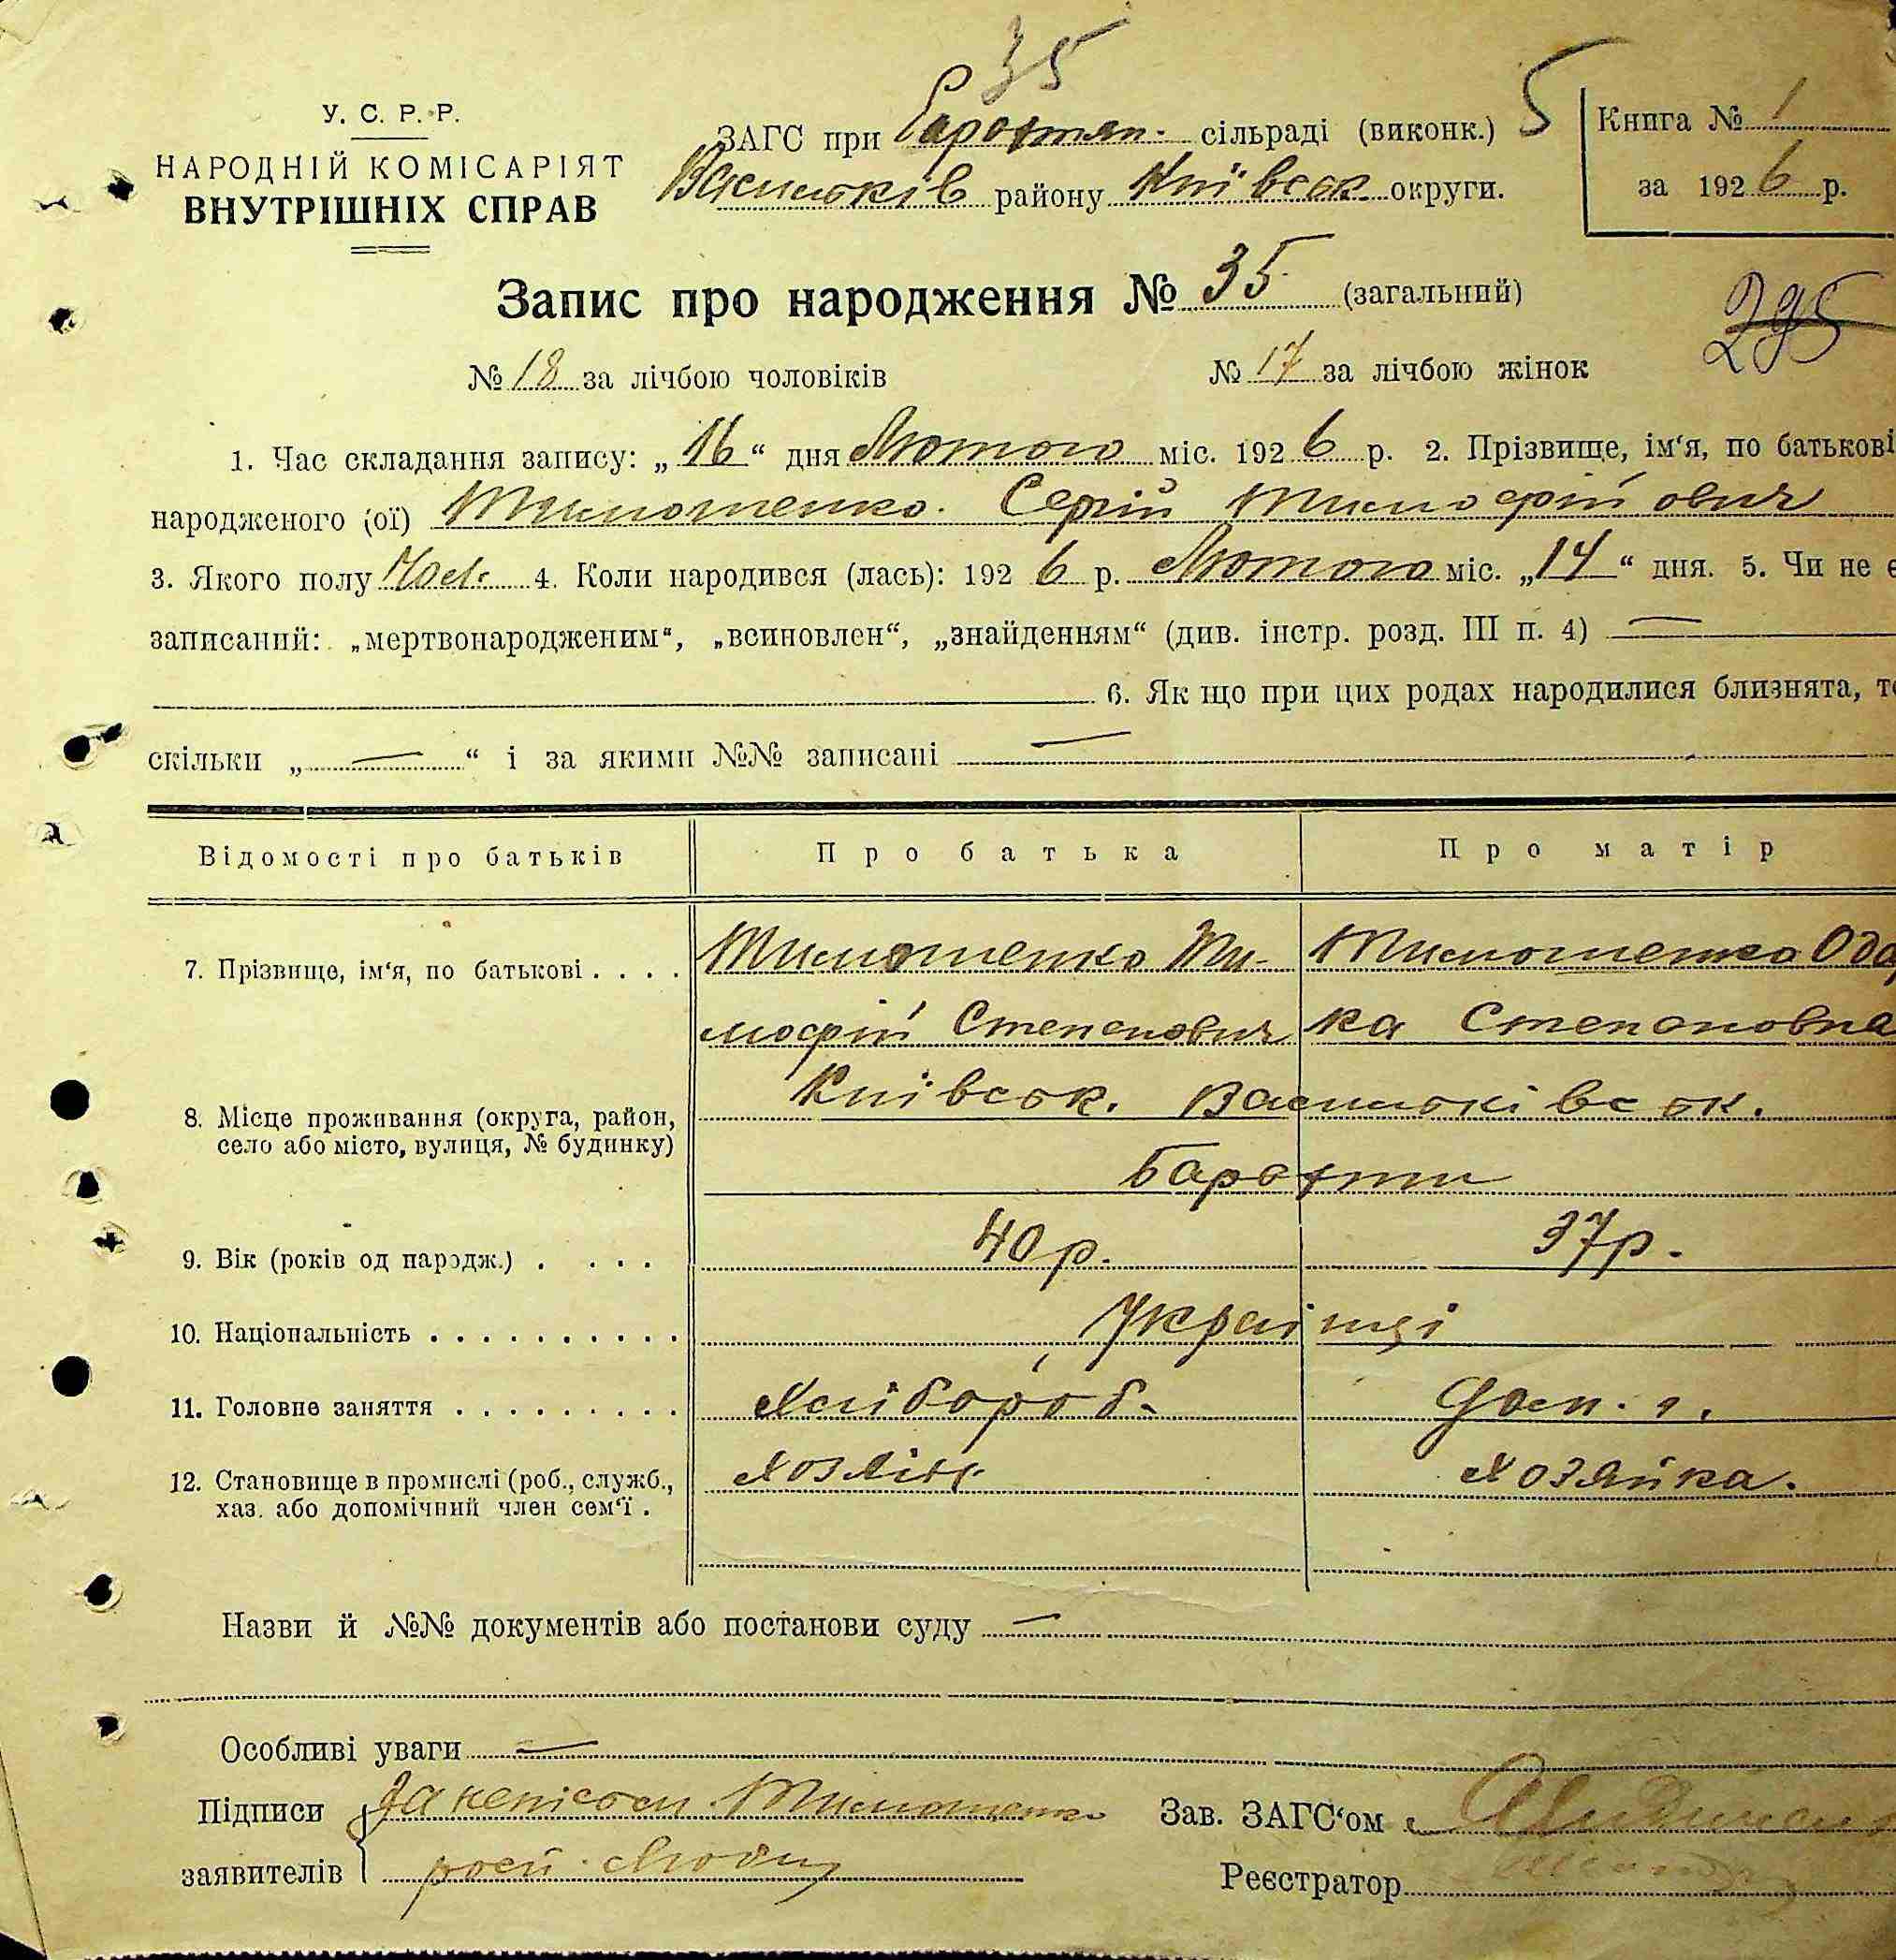 35
У. С. Р. Р.
НАРОДНІЙ КОМІСАРІЯТ
ВНУТРІШНІХ СПРАВ
ЗАГС при Барахтян. сільраді (виконк.) 5
Васильків району Київськ. округи.
Книга № 1
за 1926 р.
Запис про народження № 35 (загальний)
295
№ 18 за лічбою чоловіків № 17 за лічбою жінок
1. Час складання запису: „16“ дня Лютого міс. 1926 р. 2. Прізвище, ім‘я, по батькові
народженого (ої) Тимошенко. Сергій Тимофійович
3. Якого полу Чол. 4. Коли народився (лась): 1926 р. Лютого міс. „14“ дня. 5. Чи не є
записаний: „мертвонародженим“, „всиновлен“, „знайденням“ (див. інстр. розд. III п. 4) —
6. Як що при цих родах народилися близнята, то
скільки „—“ і за якими №№ записані —
Відомості про батьків Про батька Про матір
7. Прізвище, ім‘я, по батькові . . . . Тимошенко Ти- Тимошенко Ода
мофій Степанович ка Степановна
8. Місце проживання (округа, район, село або місто, вулиця, № будинку) Київськ. Васильківськ.
Барахти
9. Вік (років од народж.) . . . . 40 р. 37 р.
10. Національність . . . . . . . . . . Українці
11. Головне заняття . . . . . . . . . Хлібороб. Дом.
12. Становище в промислі (роб., служб., хаз. або допомічний член сем‘ї . Хозяін. Хозяйка.
Назви й №№ документів або постанови суду —
Особливі уваги —
Підписи Тимошенко Зав. ЗАГС‘ом
заявителів Реєстратор